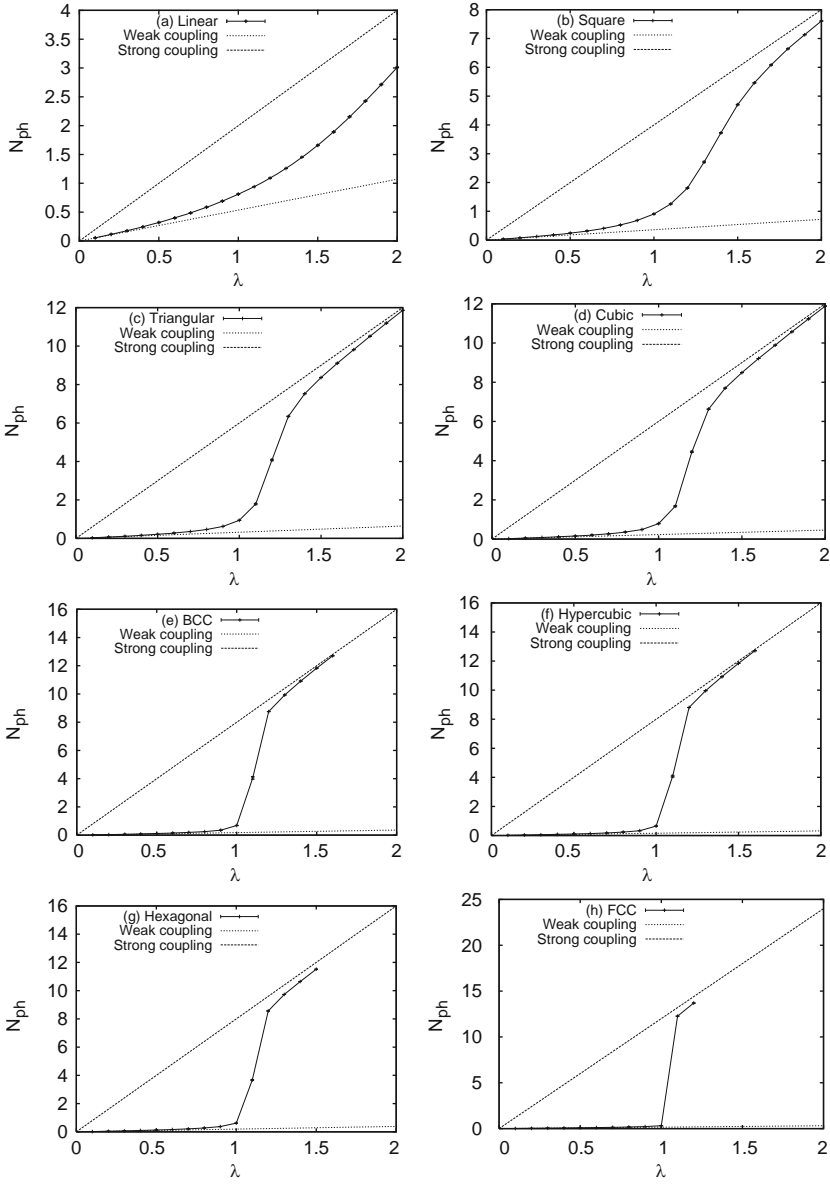 (a) Linear
Weak coupling
Strong coupling
N_ph
4
3.5
3
2.5
2
1.5
1
0.5
0
0 0.5 1 1.5 2
λ
(b) Square
Weak coupling
Strong coupling
N_ph
8
7
6
5
4
3
2
1
0
0 0.5 1 1.5 2
λ
(c) Triangular
Weak coupling
Strong coupling
N_ph
12
10
8
6
4
2
0
0 0.5 1 1.5 2
λ
(d) Cubic
Weak coupling
Strong coupling
N_ph
12
10
8
6
4
2
0
0 0.5 1 1.5 2
λ
(e) BCC
Weak coupling
Strong coupling
N_ph
16
14
12
10
8
6
4
2
0
0 0.5 1 1.5 2
λ
(f) Hypercubic
Weak coupling
Strong coupling
N_ph
16
14
12
10
8
6
4
2
0
0 0.5 1 1.5 2
λ
(g) Hexagonal
Weak coupling
Strong coupling
N_ph
16
14
12
10
8
6
4
2
0
0 0.5 1 1.5 2
λ
(h) FCC
Weak coupling
Strong coupling
N_ph
25
20
15
10
5
0
0 0.5 1 1.5 2
λ